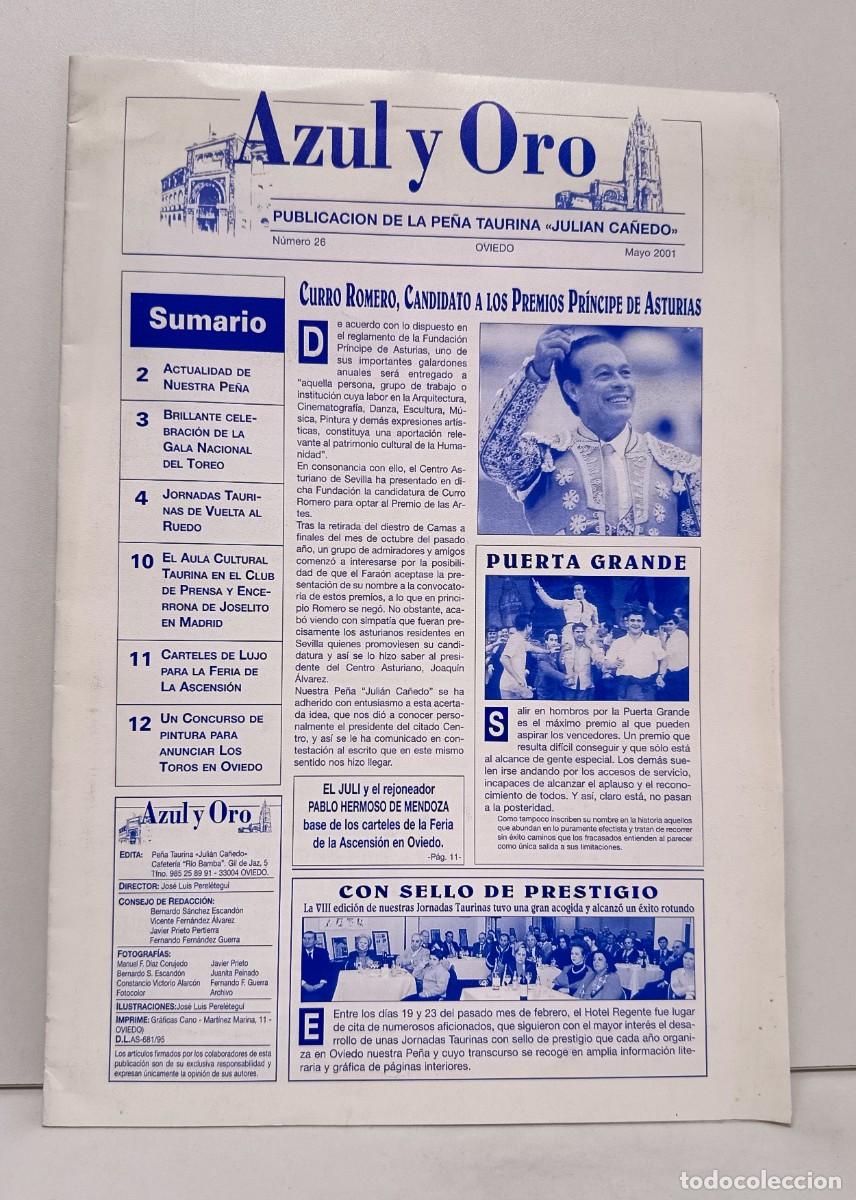 Azul y Oro
PUBLICACION DE LA PEÑA TAURINA «JULIAN CAÑEDO»
Número 26
OVIEDO
Mayo 2001
Sumario
2 ACTUALIDAD DE
NUESTRA PEÑA
3 BRILLANTE CELE-
BRACIÓN DE LA
GALA NACIONAL
DEL TOREO
4 JORNADAS TAURI-
NAS DE VUELTA AL
RUEDO
10 EL AULA CULTURAL
TAURINA EN EL CLUB
DE PRENSA Y ENCE-
RRONA DE JOSELITO
EN MADRID
11 CARTELES DE LUJO
PARA LA FERIA DE
LA ASCENSIÓN
12 UN CONCURSO DE
PINTURA PARA
ANUNCIAR LOS
TOROS EN OVIEDO
Azul y Oro
EDITA: Peña Taurina «Julián Cañedo»
Cafetería "Río Bamba". Gil de Jaz, 5
Tfno. 985 25 89 91 - 33004 OVIEDO.
DIRECTOR: José Luis Perelétegui
CONSEJO DE REDACCIÓN:
Bernardo Sánchez Escandón
Vicente Fernández Álvarez
Javier Prieto Pertierra
Fernando Fernández Guerra
FOTOGRAFÍAS:
Manuel F. Díaz Corujedo Javier Prieto
Bernardo S. Escandón Juanita Peinado
Constancio Victorio Alarcón Fernando F. Guerra
Fotocolor Archivo
ILUSTRACIONES: José Luis Perelétegui
IMPRIME: Gráficas Cano - Martínez Marina, 11 -
OVIEDO)
D.L.AS-681/95
Los artículos firmados por los colaboradores de esta
publicación son de su exclusiva responsabilidad y
expresan únicamente la opinión de sus autores.
CURRO ROMERO, CANDIDATO A LOS PREMIOS PRÍNCIPE DE ASTURIAS
De acuerdo con lo dispuesto en
el reglamento de la Fundación
Príncipe de Asturias, uno de
sus importantes galardones
anuales será entregado a
"aquella persona, grupo de trabajo o
institución cuya labor en la Arquitectura,
Cinematografía, Danza, Escultura, Mú-
sica, Pintura y demás expresiones artís-
ticas, constituya una aportación rele-
vante al patrimonio cultural de la Huma-
nidad".
En consonancia con ello, el Centro As-
turiano de Sevilla ha presentado en di-
cha Fundación la candidatura de Curro
Romero para optar al Premio de las Ar-
tes.
Tras la retirada del diestro de Camas a
finales del mes de octubre del pasado
año, un grupo de admiradores y amigos
comenzó a interesarse por la posibili-
dad de que el Faraón aceptase la pre-
sentación de su nombre a la convocato-
ria de estos premios, a lo que en princi-
pio Romero se negó. No obstante, aca-
bó viendo con simpatía que fueran pre-
cisamente los asturianos residentes en
Sevilla quienes promoviesen su candi-
datura y así se lo hizo saber al presi-
dente del Centro Asturiano, Joaquín
Álvarez.
Nuestra Peña "Julián Cañedo" se ha
adherido con entusiasmo a esta acerta-
da idea, que nos dió a conocer perso-
nalmente el presidente del citado Cen-
tro, y así se le ha comunicado en con-
testación al escrito que en este mismo
sentido nos hizo llegar.
EL JULI y el rejoneador
PABLO HERMOSO DE MENDOZA
base de los carteles de la Feria
de la Ascensión en Oviedo.
-Pág. 11-
PUERTA GRANDE
Salir en hombros por la Puerta Grande
es el máximo premio al que pueden
aspirar los vencedores. Un premio que
resulta difícil conseguir y que sólo está
al alcance de gente especial. Los demás sue-
len irse andando por los accesos de servicio,
incapaces de alcanzar el aplauso y el recono-
cimiento de todos. Y así, claro está, no pasan
a la posteridad.
Como tampoco inscriben su nombre en la historia aquellos
que abundan en lo puramente efectista y tratan de recorrer
sin éxito caminos que los fracasados entienden al parecer
como única salida a sus limitaciones.
CON SELLO DE PRESTIGIO
La VIII edición de nuestras Jornadas Taurinas tuvo una gran acogida y alcanzó un éxito rotundo
E Entre los días 19 y 23 del pasado mes de febrero, el Hotel Regente fue lugar
de cita de numerosos aficionados, que siguieron con el mayor interés el desa-
rrollo de unas Jornadas Taurinas con sello de prestigio que cada año organi-
za en Oviedo nuestra Peña y cuyo transcurso se recoge en amplia información lite-
raria y gráfica de páginas interiores.
todocoleccion